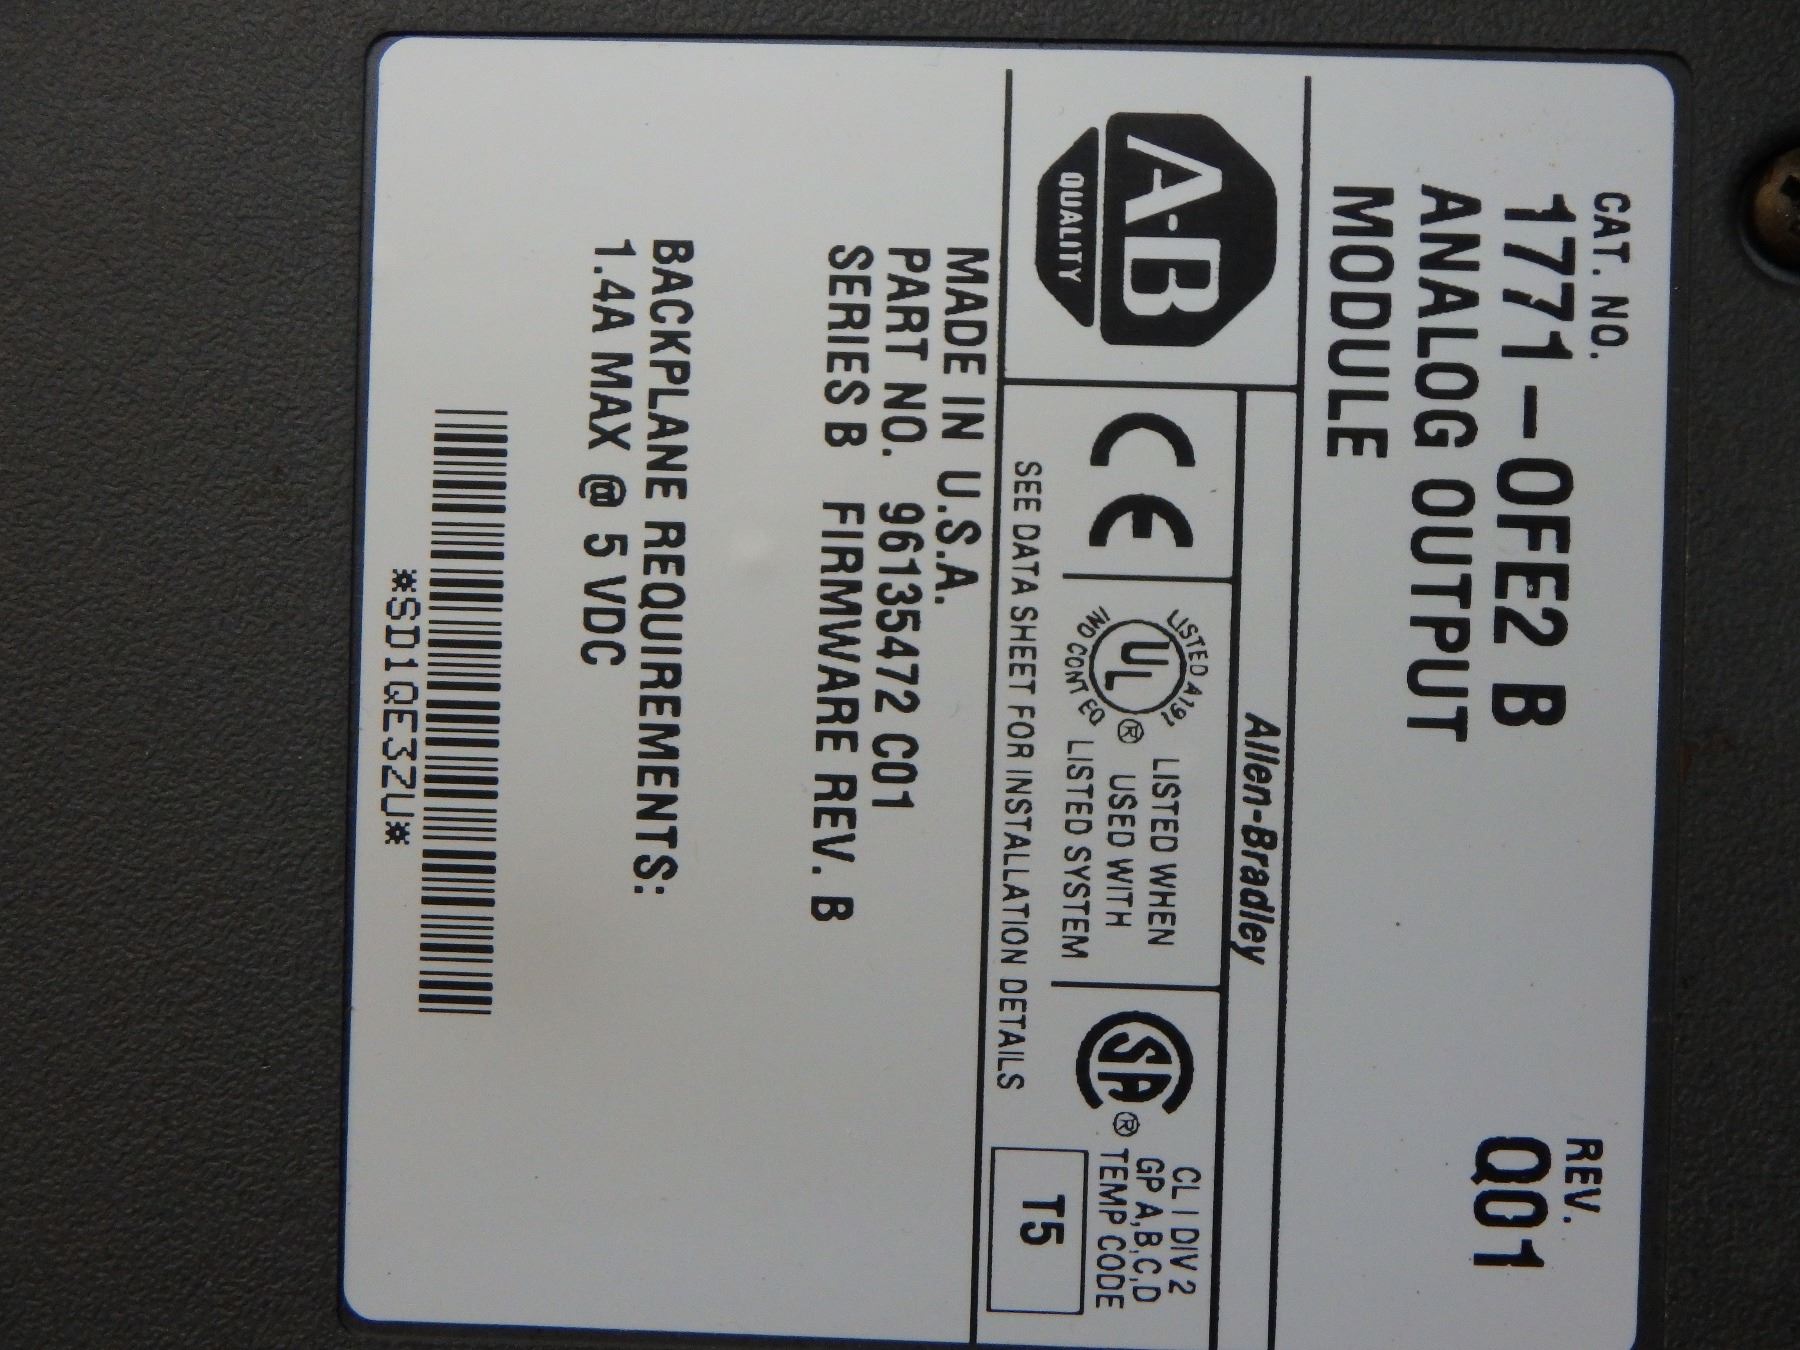 CAT. NO.
REV.
1771-OFE2 B
Q01
ANALOG OUTPUT
MODULE
Allen-Bradley
A-B
QUALITY
CE
LISTED A191
UL
®
IND CONT EQ
LISTED WHEN
USED WITH
LISTED SYSTEM
SA
®
CL I DIV 2
GP A,B,C,D
TEMP CODE
T5
SEE DATA SHEET FOR INSTALLATION DETAILS
MADE IN U.S.A.
PART NO. 96135472 C01
SERIES B FIRMWARE REV. B
BACKPLANE REQUIREMENTS:
1.4A MAX @ 5 VDC
*SD1QE3ZU*